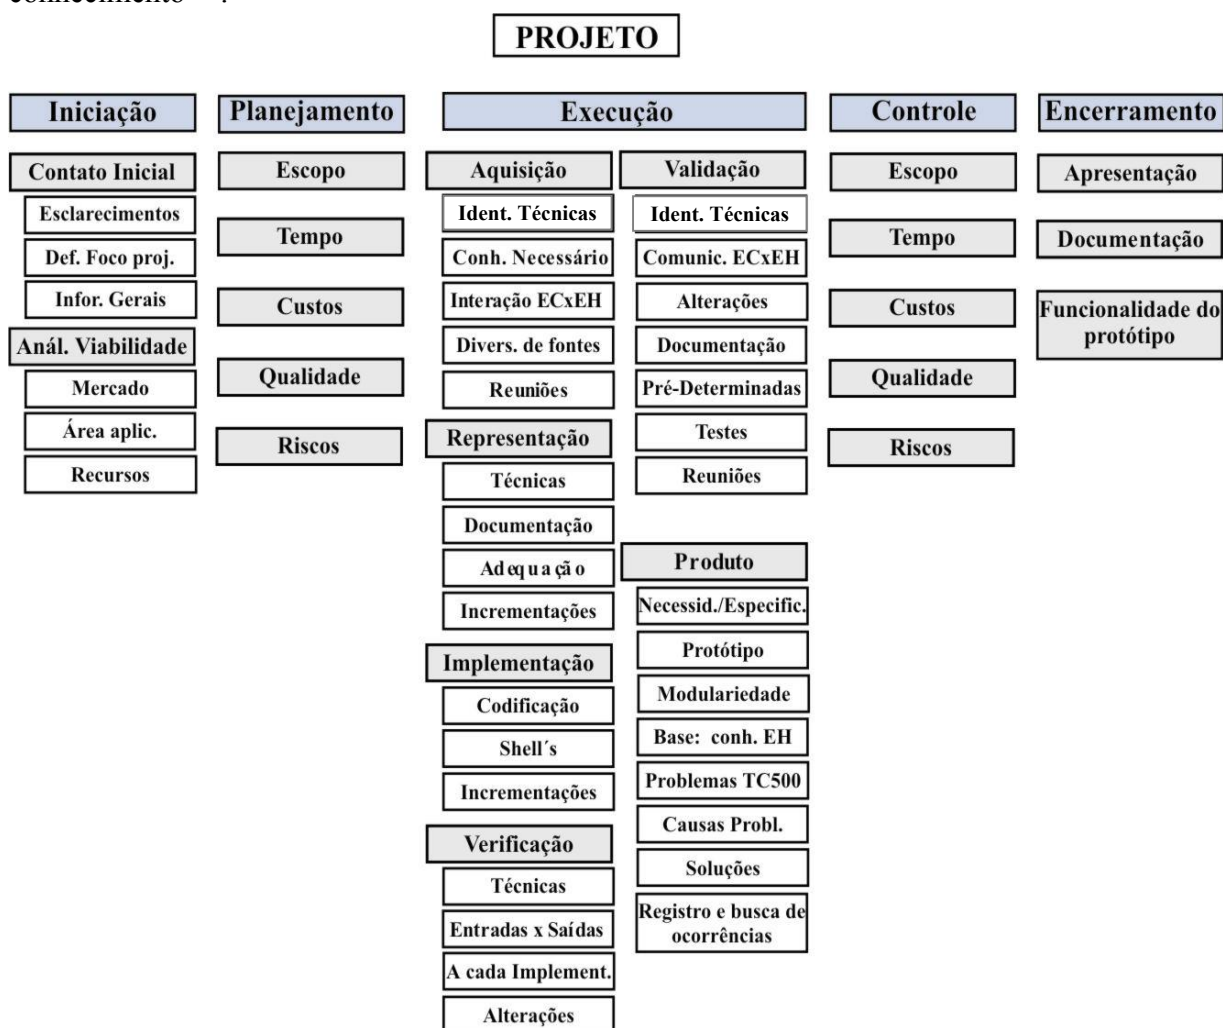 PROJETO
Iniciação
Contato Inicial
Esclarecimentos
Def. Foco proj.
Infor. Gerais
Anál. Viabilidade
Mercado
Área aplic.
Recursos
Planejamento
Escopo
Tempo
Custos
Qualidade
Riscos
Execução
Aquisição
Ident. Técnicas
Conh. Necessário
Interação ECxEH
Divers. de fontes
Reuniões
Representação
Técnicas
Documentação
Adequação
Incrementações
Implementação
Codificação
Shell´s
Incrementações
Verificação
Técnicas
Entradas x Saídas
A cada Implement.
Alterações
Validação
Ident. Técnicas
Comunic. ECxEH
Alterações
Documentação
Pré-Determinadas
Testes
Reuniões
Produto
Necessid./Especific.
Protótipo
Modulariedade
Base: conh. EH
Problemas TC500
Causas Probl.
Soluções
Registro e busca de
ocorrências
Controle
Escopo
Tempo
Custos
Qualidade
Riscos
Encerramento
Apresentação
Documentação
Funcionalidade do
protótipo